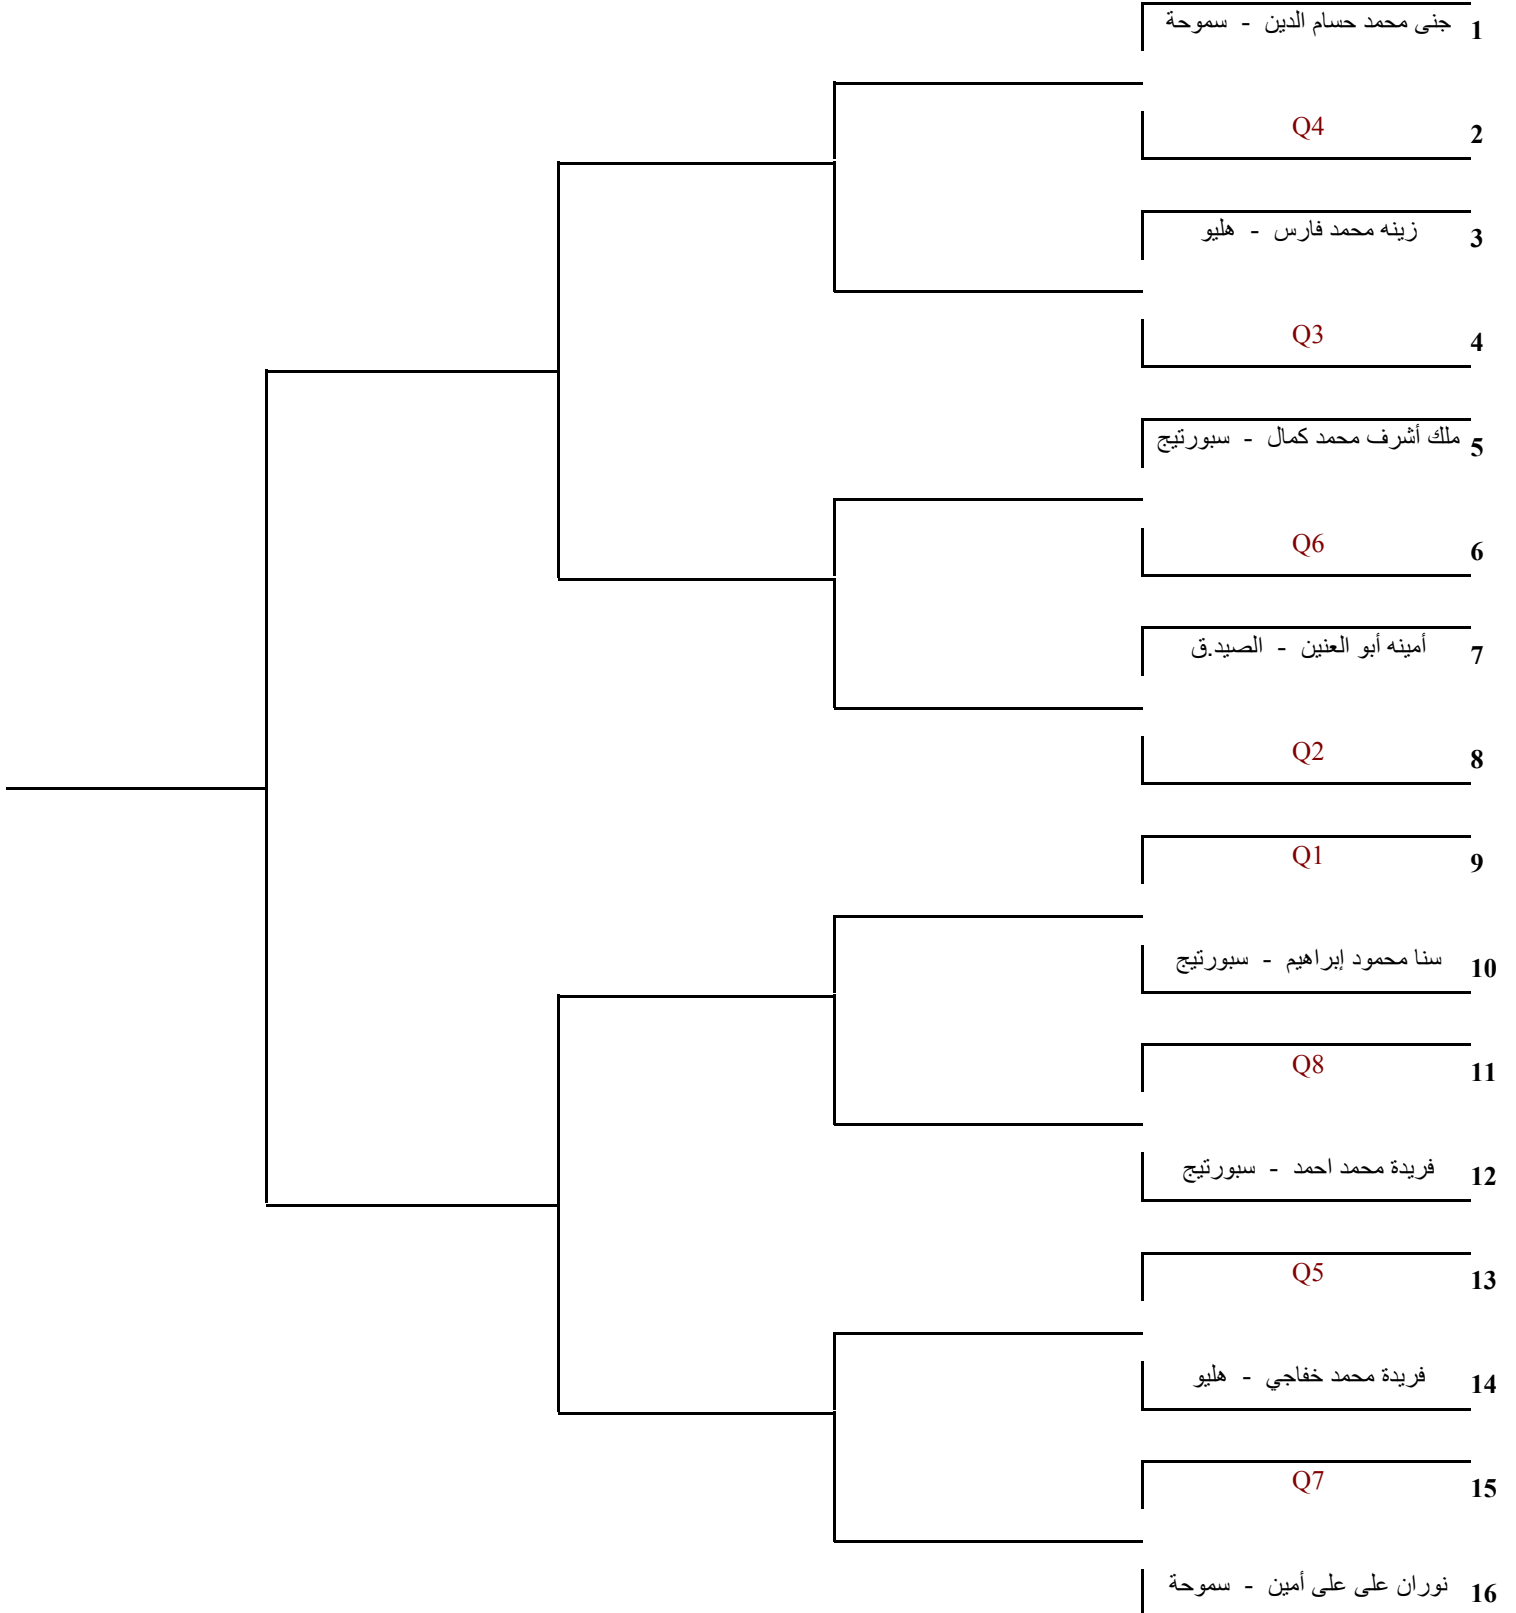 1 جنى محمد حسام الدين - سموحة
2 Q4
3 زينه محمد فارس - هليو
4 Q3
5 ملك أشرف محمد كمال - سبورتيج
6 Q6
7 أمينه أبو العنين - الصيد.ق
8 Q2
9 Q1
10 سنا محمود إبراهيم - سبورتيج
11 Q8
12 فريدة محمد احمد - سبورتيج
13 Q5
14 فريدة محمد خفاجي - هليو
15 Q7
16 نوران على على أمين - سموحة